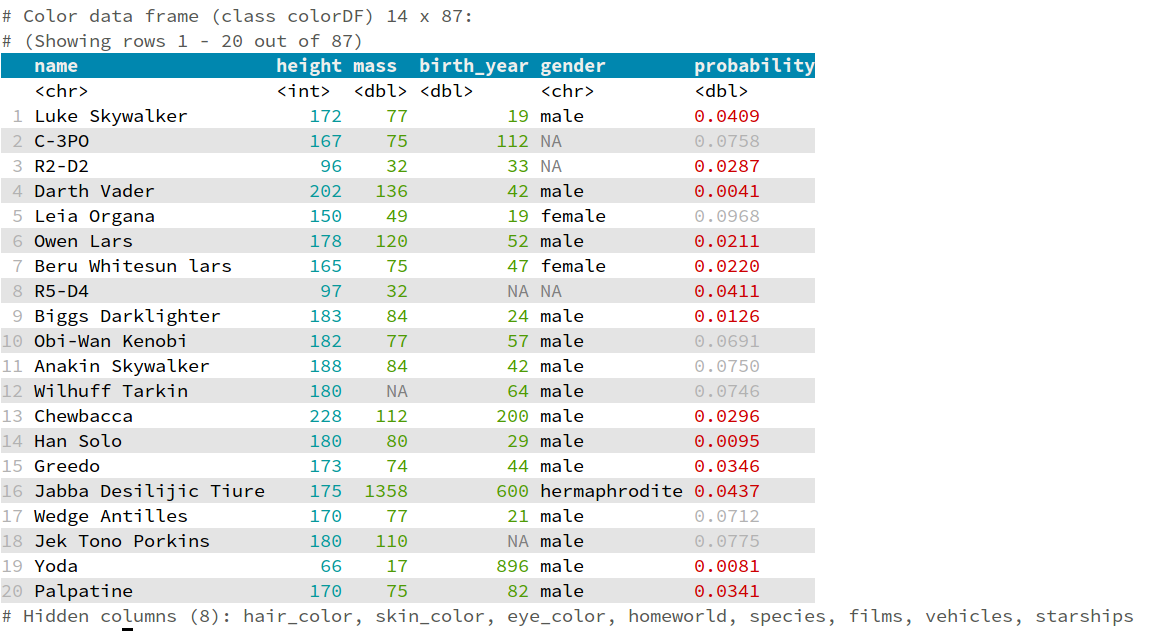 # Color data frame (class colorDF) 14 x 87:
# (Showing rows 1 - 20 out of 87)
name height mass birth_year gender probability
<chr> <int> <dbl> <dbl> <chr> <dbl>
1 Luke Skywalker 172 77 19 male 0.0409
2 C-3PO 167 75 112 NA 0.0758
3 R2-D2 96 32 33 NA 0.0287
4 Darth Vader 202 136 42 male 0.0041
5 Leia Organa 150 49 19 female 0.0968
6 Owen Lars 178 120 52 male 0.0211
7 Beru Whitesun lars 165 75 47 female 0.0220
8 R5-D4 97 32 NA NA 0.0411
9 Biggs Darklighter 183 84 24 male 0.0126
10 Obi-Wan Kenobi 182 77 57 male 0.0691
11 Anakin Skywalker 188 84 42 male 0.0750
12 Wilhuff Tarkin 180 NA 64 male 0.0746
13 Chewbacca 228 112 200 male 0.0296
14 Han Solo 180 80 29 male 0.0095
15 Greedo 173 74 44 male 0.0346
16 Jabba Desilijic Tiure 175 1358 600 hermaphrodite 0.0437
17 Wedge Antilles 170 77 21 male 0.0712
18 Jek Tono Porkins 180 110 NA male 0.0775
19 Yoda 66 17 896 male 0.0081
20 Palpatine 170 75 82 male 0.0341
# Hidden columns (8): hair_color, skin_color, eye_color, homeworld, species, films, vehicles, starships